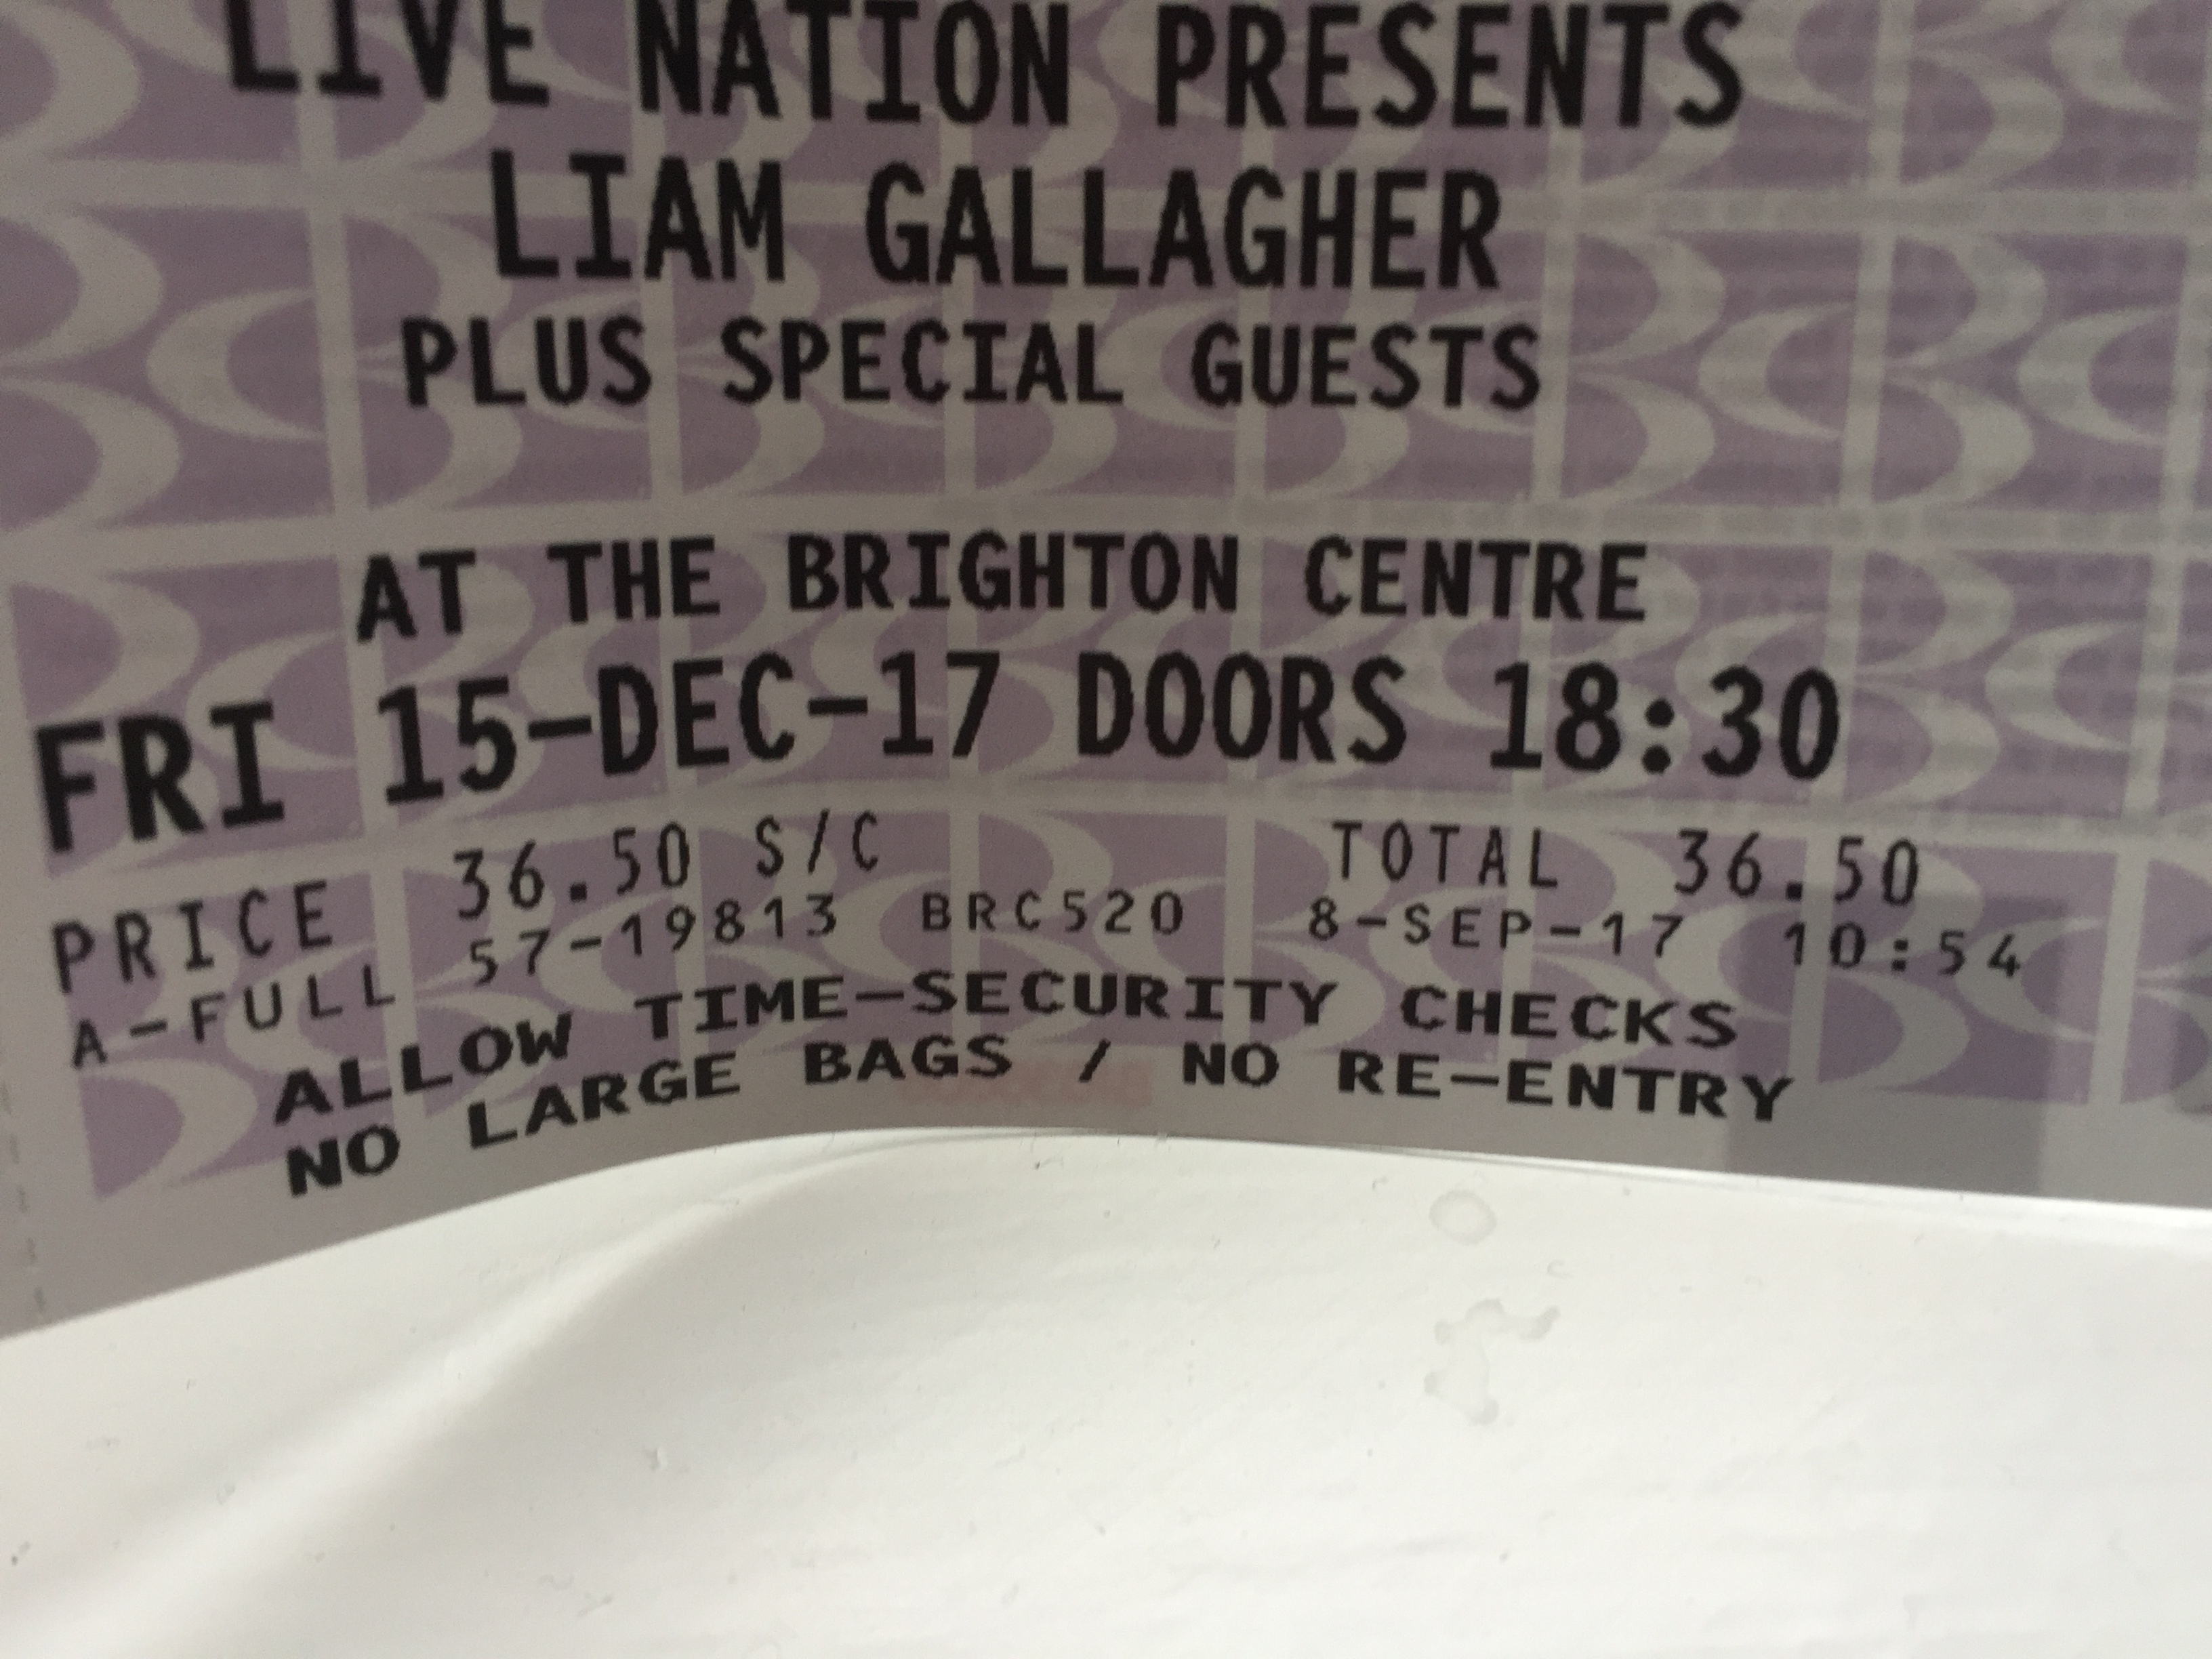 LIVE NATION PRESENTS
LIAM GALLAGHER
PLUS SPECIAL GUESTS
AT THE BRIGHTON CENTRE
FRI 15-DEC-17 DOORS 18:30
PRICE 36.50 S/C TOTAL 36.50
A-FULL 57-19813 BRC520 8-SEP-17 10:54
ALLOW TIME-SECURITY CHECKS
NO LARGE BAGS / NO RE-ENTRY